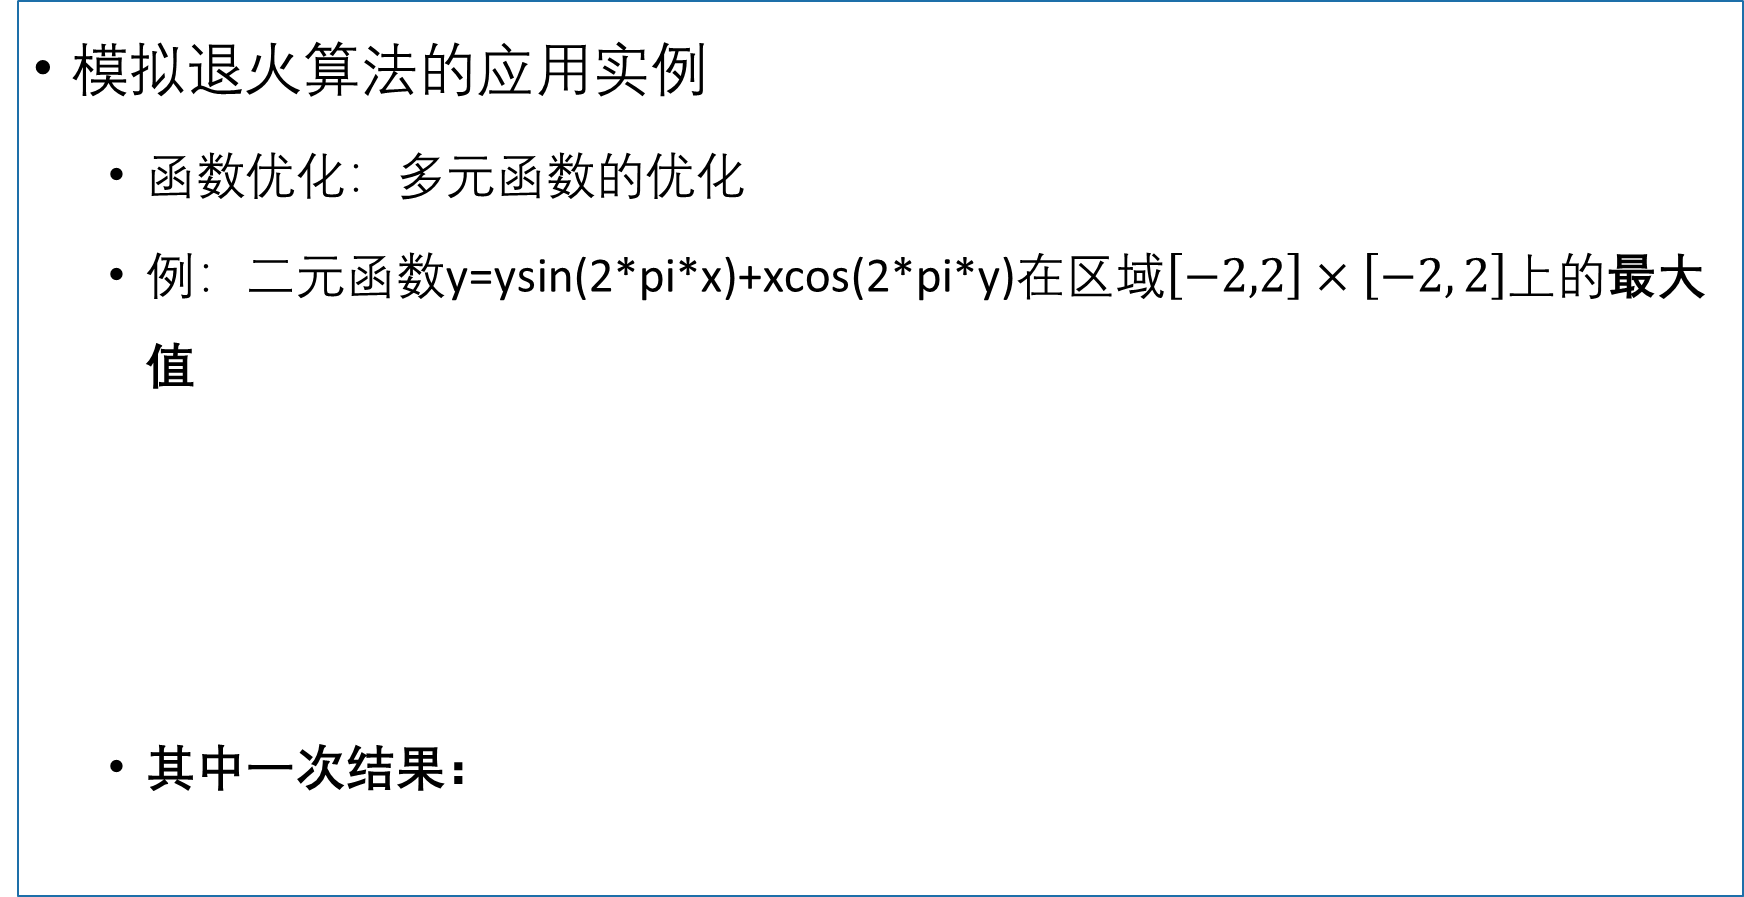 • 模拟退火算法的应用实例
• 函数优化：多元函数的优化
• 例：二元函数y=ysin(2*pi*x)+xcos(2*pi*y)在区域[−2,2] × [−2, 2]上的最大
值
• 其中一次结果：